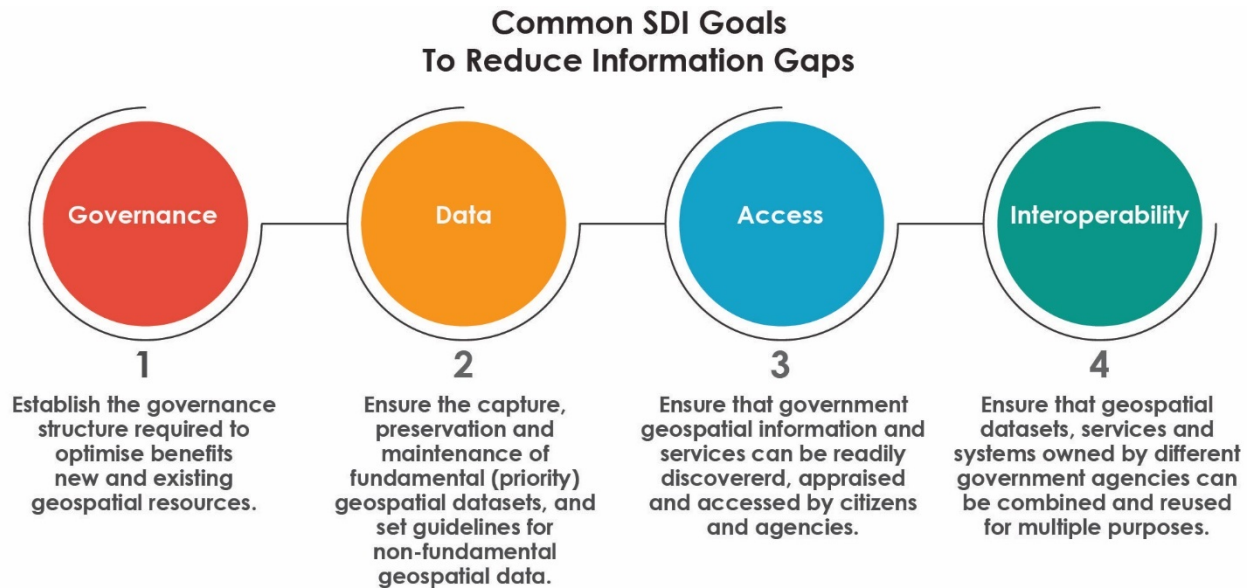 Common SDI Goals
To Reduce Information Gaps
Governance
1
Establish the governance
structure required to
optimise benefits
new and existing
geospatial resources.
Data
2
Ensure the capture,
preservation and
maintenance of
fundamental (priority)
geospatial datasets, and
set guidelines for
non-fundamental
geospatial data.
Access
3
Ensure that government
geospatial information and
services can be readily
discovererd, appraised
and accessed by citizens
and agencies.
Interoperability
4
Ensure that geospatial
datasets, services and
systems owned by different
government agencies can
be combined and reused
for multiple purposes.